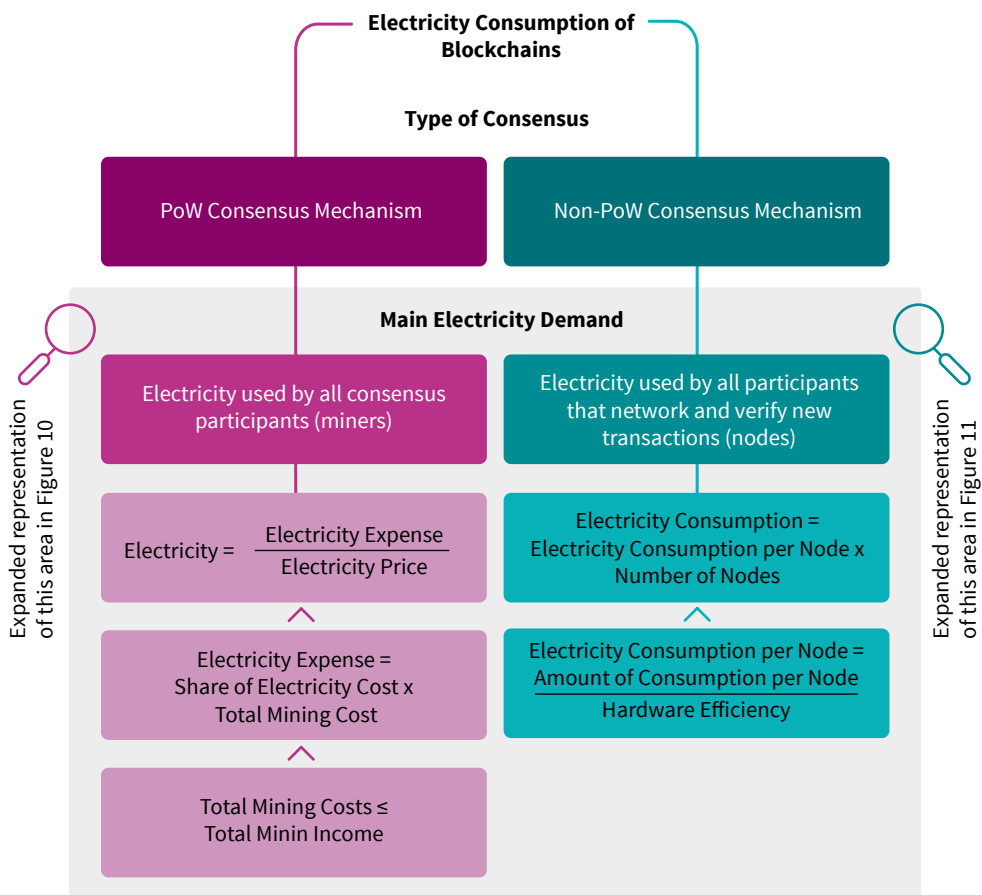 Electricity Consumption of
Blockchains
Type of Consensus
PoW Consensus Mechanism
Non-PoW Consensus Mechanism
Main Electricity Demand
Expanded representation
of this area in Figure 10
Electricity used by all consensus
participants (miners)
Electricity =
Electricity Expense
Electricity Price
Electricity Expense =
Share of Electricity Cost x
Total Mining Cost
Total Mining Costs ≤
Total Minin Income
Electricity used by all participants
that network and verify new
transactions (nodes)
Electricity Consumption =
Electricity Consumption per Node x
Number of Nodes
Electricity Consumption per Node =
Amount of Consumption per Node
Hardware Efficiency
Expanded representation
of this area in Figure 11